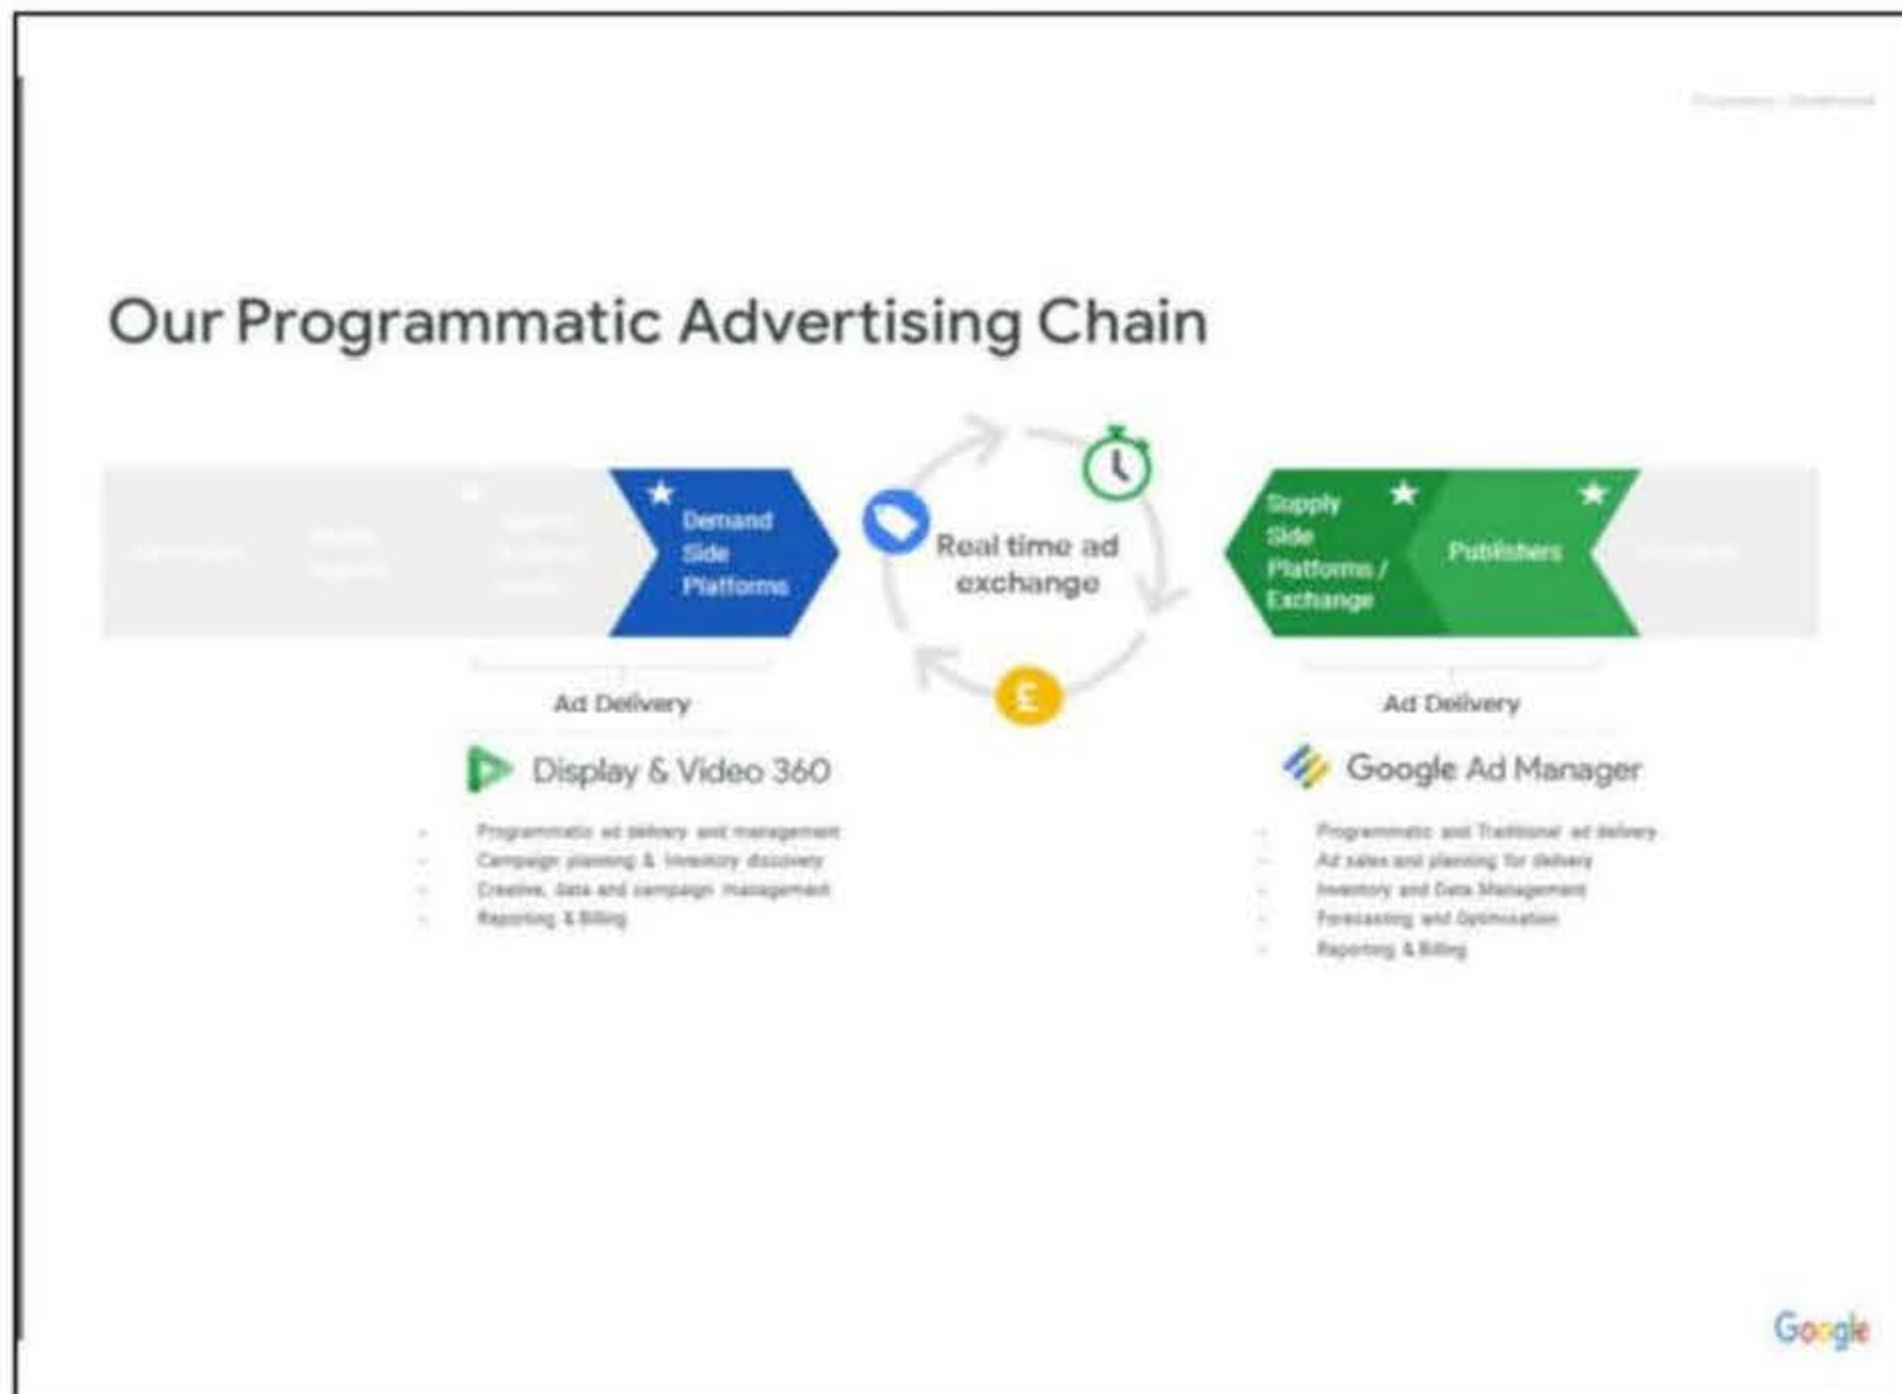 Our Programmatic Advertising Chain
Demand
Side
Platforms
Real time ad
exchange
Supply
Side
Platforms /
Exchange
Publishers
Ad Delivery
Display & Video 360
- Programmatic ad delivery and management
- Campaign planning & Inventory discovery
- Creative, data and campaign management
- Reporting & Billing
£
Ad Delivery
Google Ad Manager
- Programmatic and Traditional ad delivery
- Ad sales and planning for delivery
- Inventory and Data Management
- Forecasting and Optimisation
- Reporting & Billing
Google